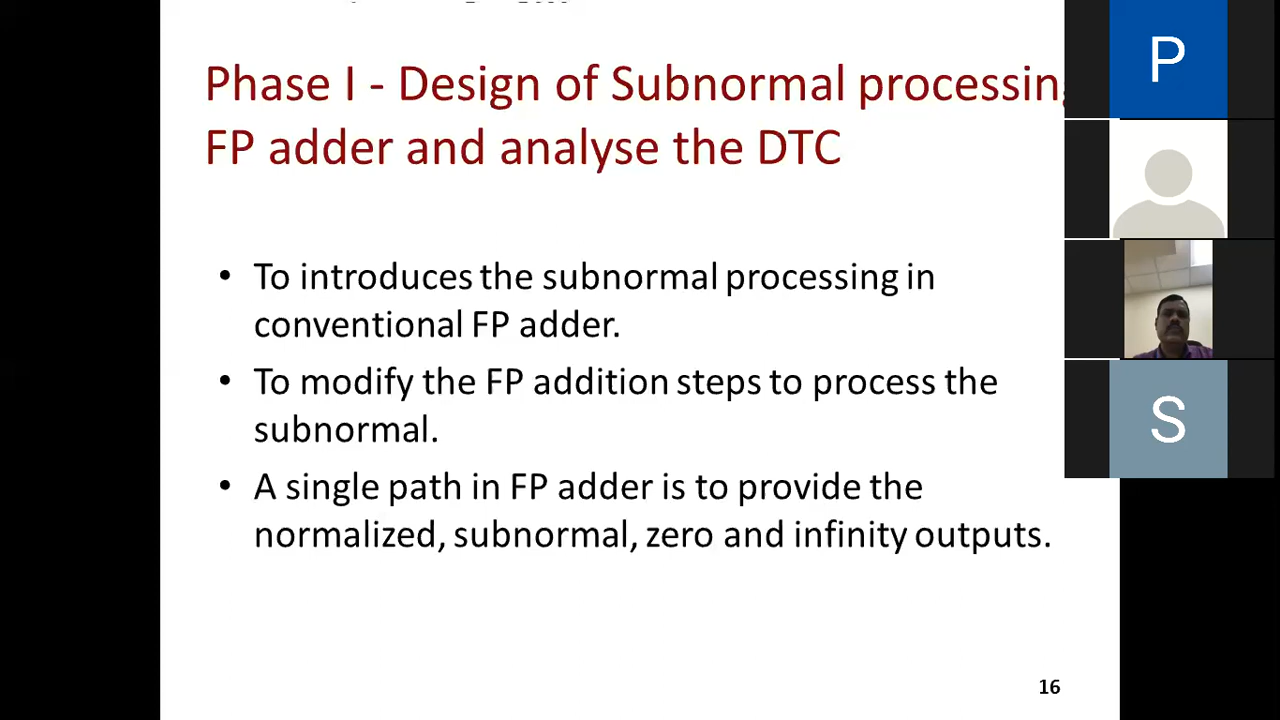 Phase I - Design of Subnormal processing
FP adder and analyse the DTC
• To introduces the subnormal processing in
conventional FP adder.
• To modify the FP addition steps to process the
subnormal.
• A single path in FP adder is to provide the
normalized, subnormal, zero and infinity outputs.
16
P
S